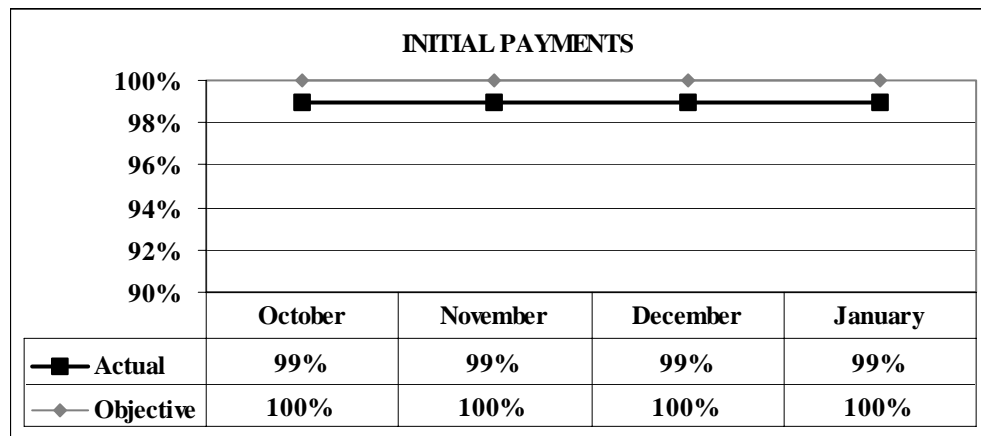 INITIAL PAYMENTS
100%
98%
96%
94%
92%
90%
October November December January
Actual 99% 99% 99% 99%
Objective 100% 100% 100% 100%